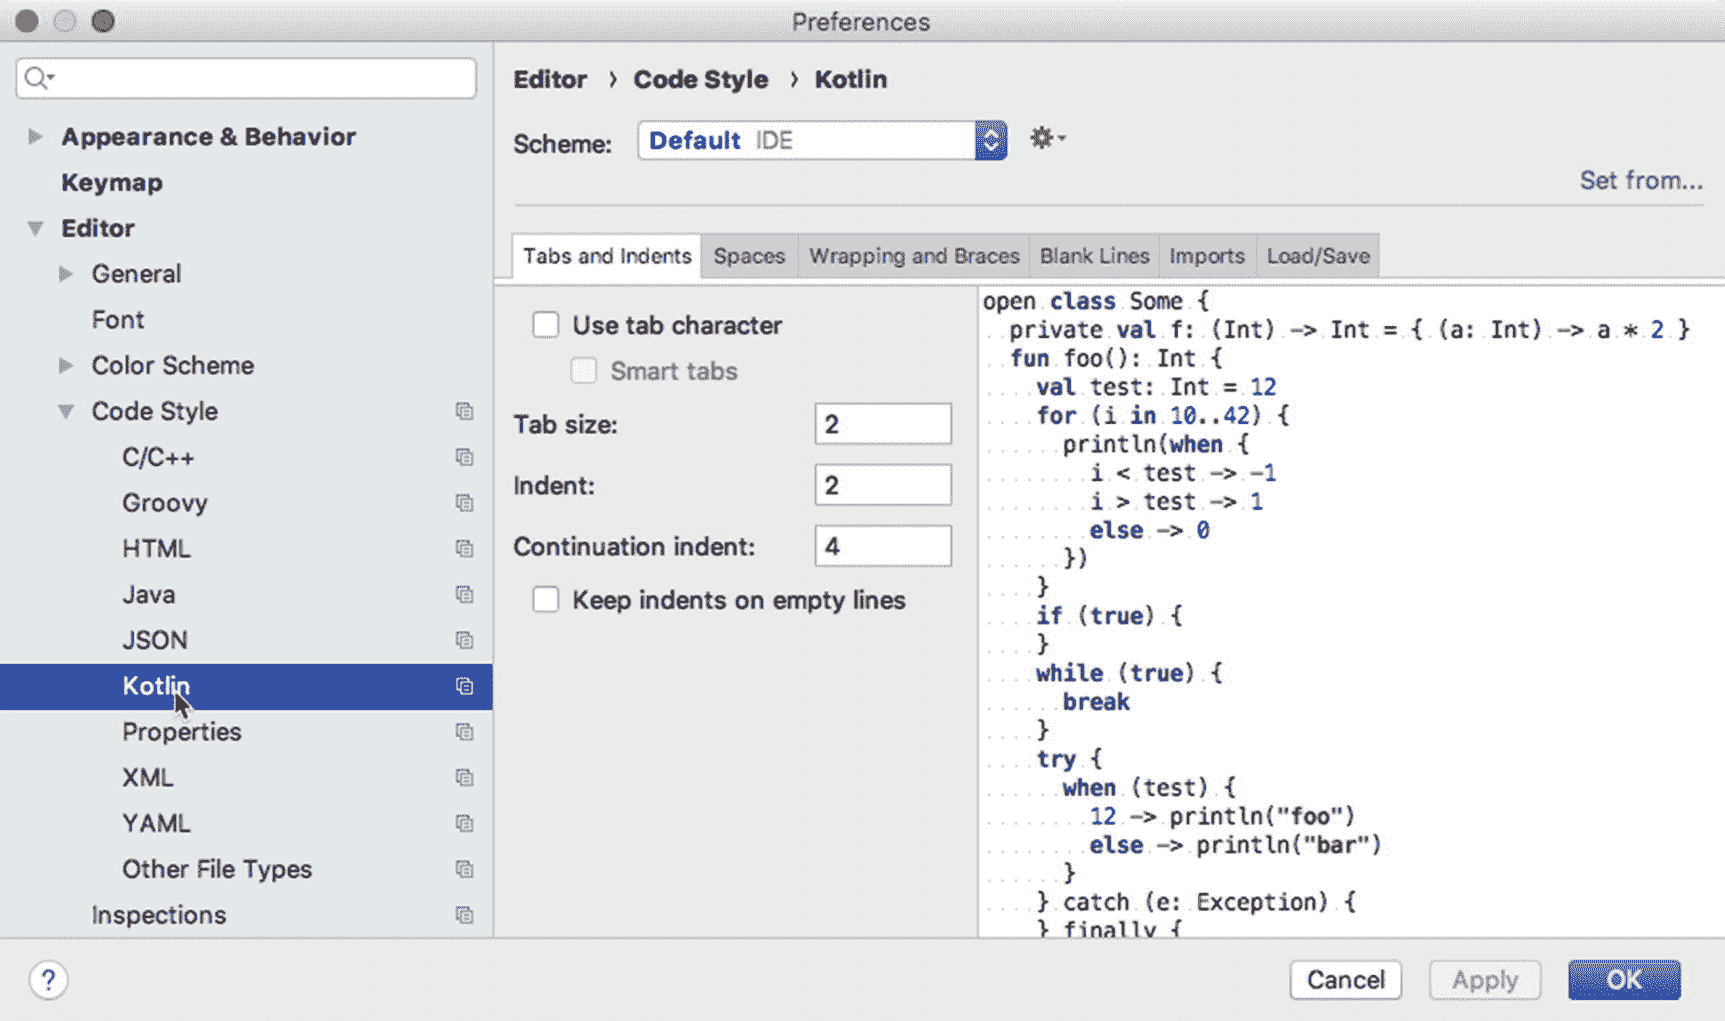 Preferences
Appearance & Behavior
Keymap
Editor
General
Font
Color Scheme
Code Style
C/C++
Groovy
HTML
Java
JSON
Kotlin
Properties
XML
YAML
Other File Types
Inspections
Editor › Code Style › Kotlin
Scheme: Default IDE
Set from...
Tabs and Indents Spaces Wrapping and Braces Blank Lines Imports Load/Save
Use tab character
Smart tabs
Tab size: 2
Indent: 2
Continuation indent: 4
Keep indents on empty lines
open class Some {
private val f: (Int) -> Int = { (a: Int) -> a * 2 }
fun foo(): Int {
val test: Int = 12
for (i in 10..42) {
println(when {
i < test -> -1
i > test -> 1
else -> 0
})
}
if (true) {
}
while (true) {
break
}
try {
when (test) {
12 -> println("foo")
else -> println("bar")
}
} catch (e: Exception) {
} finally {
?
Cancel Apply OK